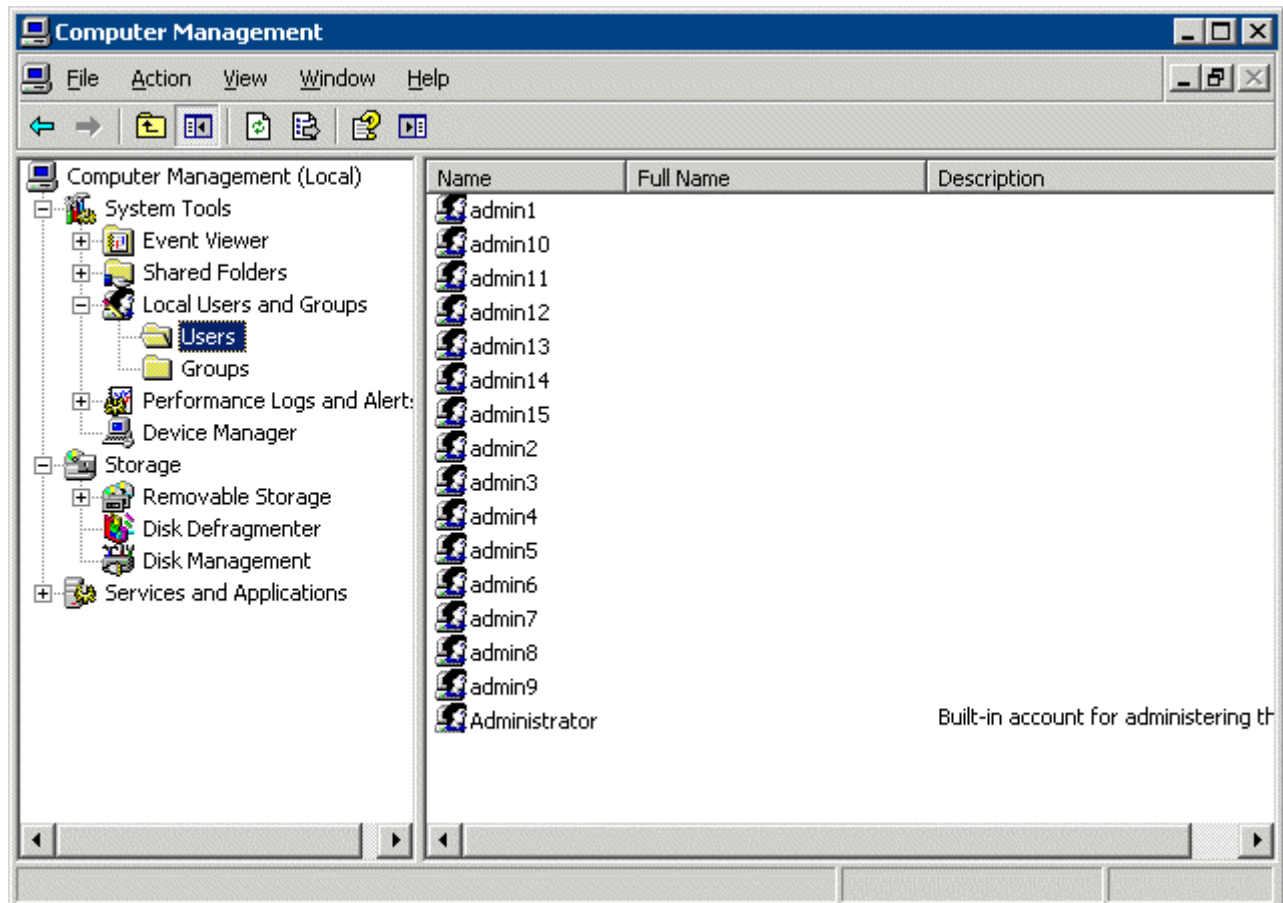 Computer Management
File Action View Window Help
Computer Management (Local)
System Tools
Event Viewer
Shared Folders
Local Users and Groups
Users
Groups
Performance Logs and Alert
Device Manager
Storage
Removable Storage
Disk Defragmenter
Disk Management
Services and Applications
Name Full Name Description
admin1
admin10
admin11
admin12
admin13
admin14
admin15
admin2
admin3
admin4
admin5
admin6
admin7
admin8
admin9
Administrator Built-in account for administering th